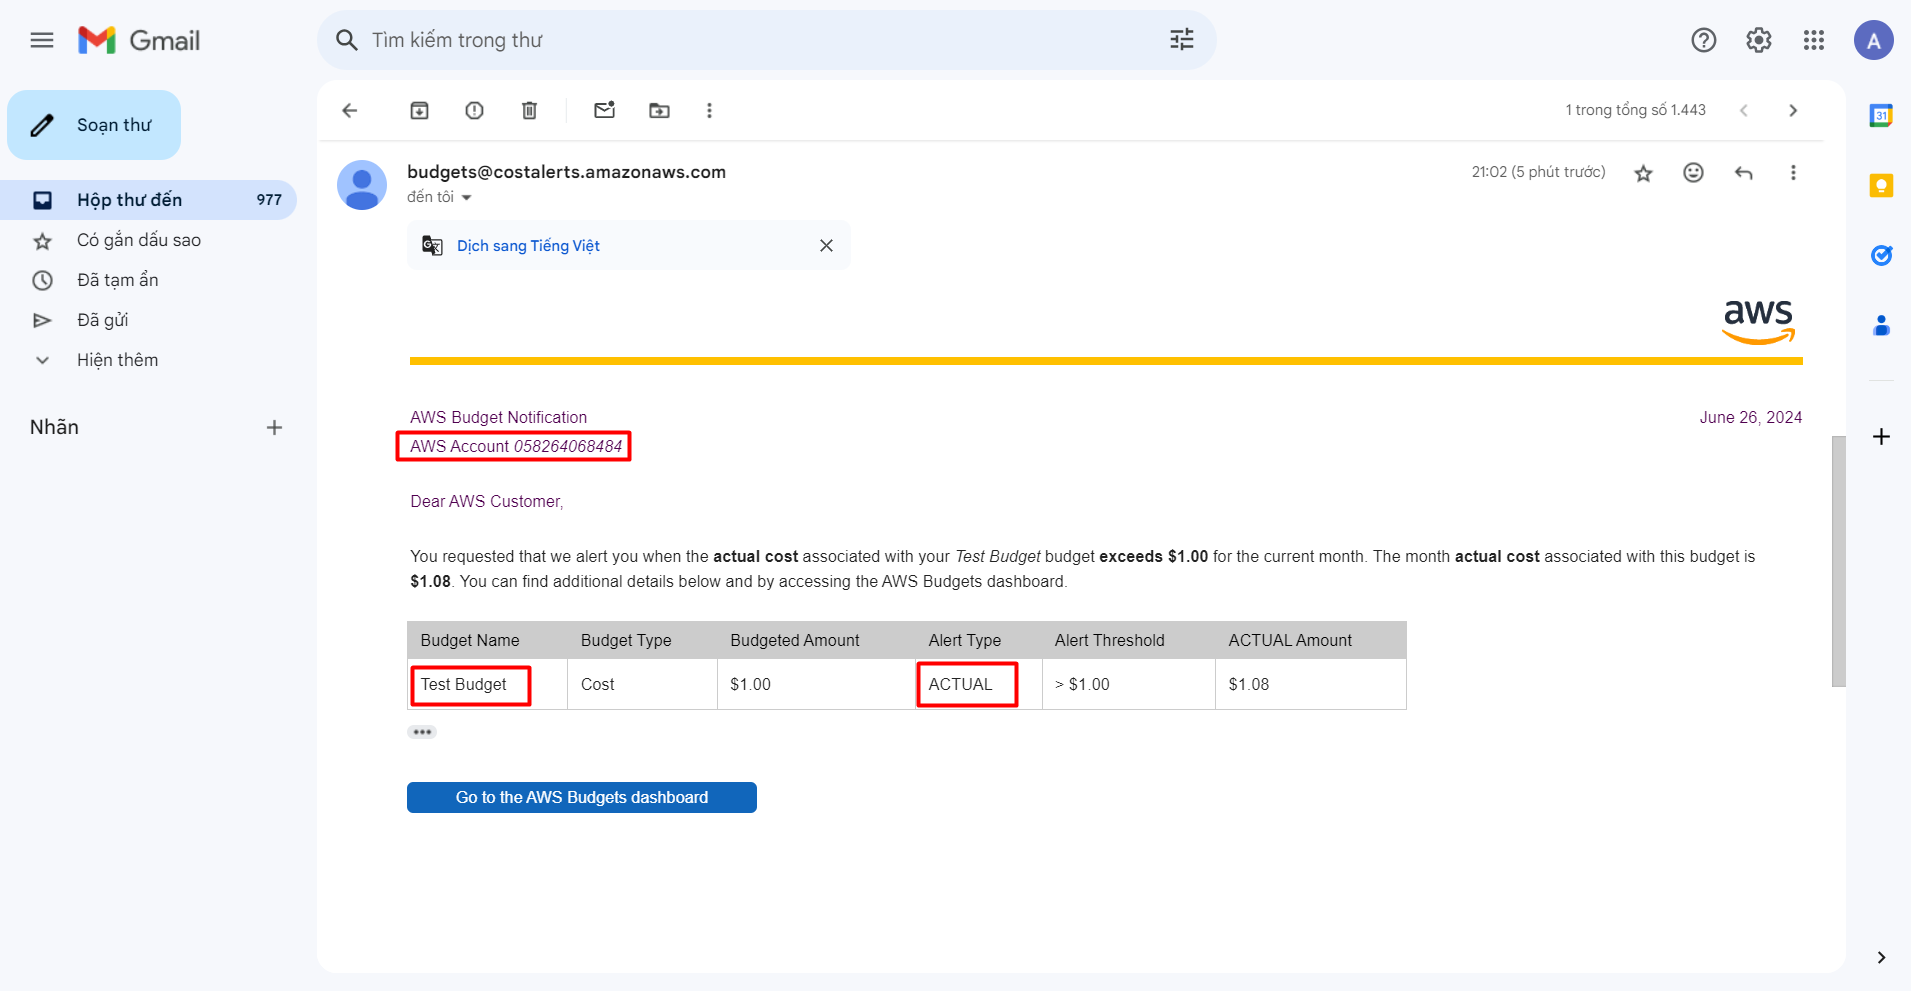 Gmail
Tìm kiếm trong thư
A
Soạn thư
1 trong tổng số 1.443
31
Hộp thư đến 977
Có gắn dấu sao
Đã tạm ẩn
Đã gửi
Hiện thêm
Nhãn
budgets@costalerts.amazonaws.com
21:02 (5 phút trước)
đến tôi
Dịch sang Tiếng Việt
aws
AWS Budget Notification
June 26, 2024
AWS Account 058264068484
Dear AWS Customer,
You requested that we alert you when the actual cost associated with your Test Budget budget exceeds $1.00 for the current month. The month actual cost associated with this budget is
$1.08. You can find additional details below and by accessing the AWS Budgets dashboard.
Budget Name Budget Type Budgeted Amount Alert Type Alert Threshold ACTUAL Amount
Test Budget Cost $1.00 ACTUAL > $1.00 $1.08
Go to the AWS Budgets dashboard